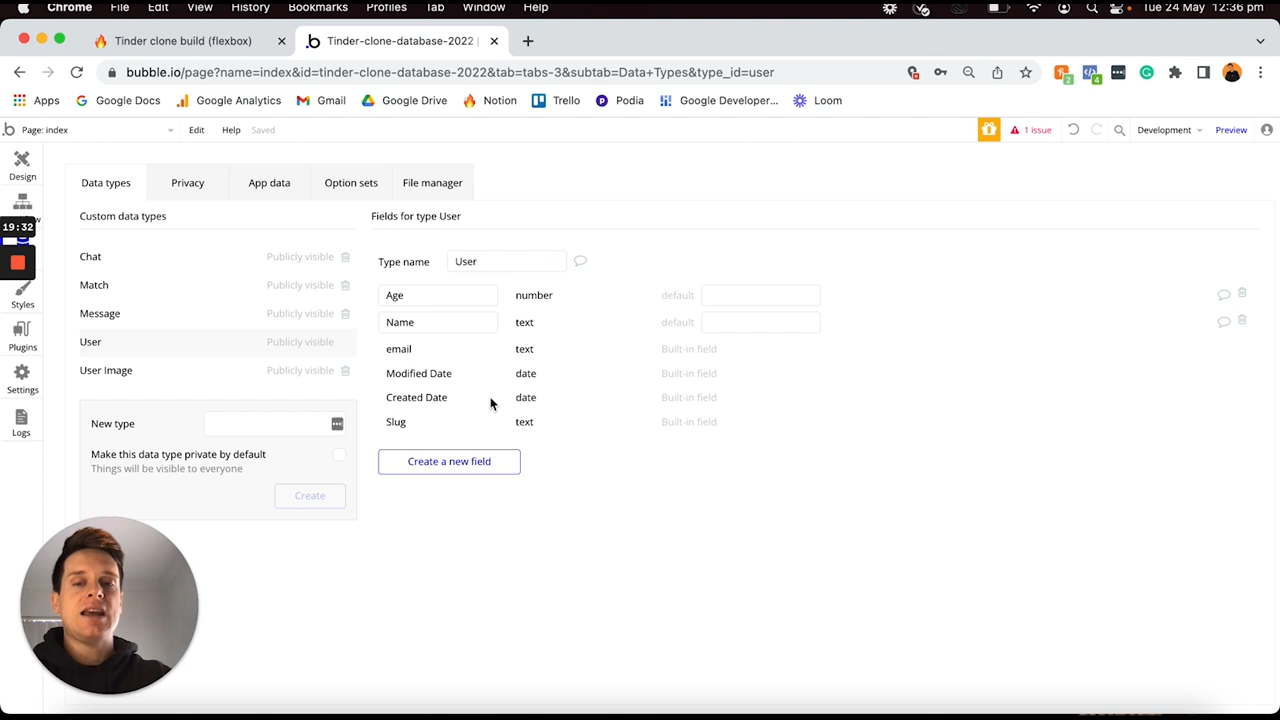 Chrome File Edit View History Bookmarks Profiles Tab Window Help Tue 24 May 12:36 pm
Tinder clone build (flexbox) Tinder-clone-database-2022 |
bubble.io/page?name=index&id=tinder-clone-database-2022&tab=tabs-3&subtab=Data+Types&type_id=user
2 4
Apps Google Docs Google Analytics Gmail Google Drive Notion Trello Podia Google Developer... Loom
Page: index Edit Help Saved 1 issue Development Preview
Design
19:32
Styles
Plugins
Settings
Logs
Data types Privacy App data Option sets File manager
Custom data types
Chat Publicly visible
Match Publicly visible
Message Publicly visible
User Publicly visible
User Image Publicly visible
New type
Make this data type private by default
Things will be visible to everyone
Create
Fields for type User
Type name User
Age number default
Name text default
email text Built-in field
Modified Date date Built-in field
Created Date date Built-in field
Slug text Built-in field
Create a new field